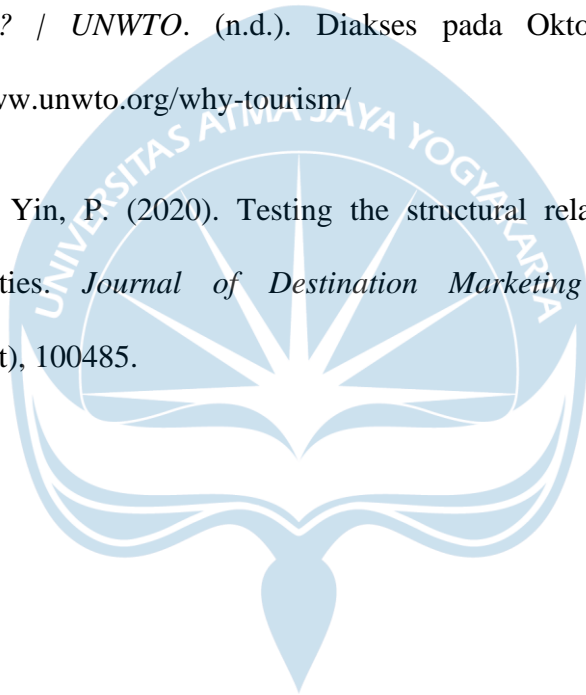 ? | UNWTO. (n.d.). Diakses pada Okto
ww.unwto.org/why-tourism/
UNIVERSITAS ATMA JAYA YOGYAKARTA
Yin, P. (2020). Testing the structural rela
ties. Journal of Destination Marketing
t), 100485.